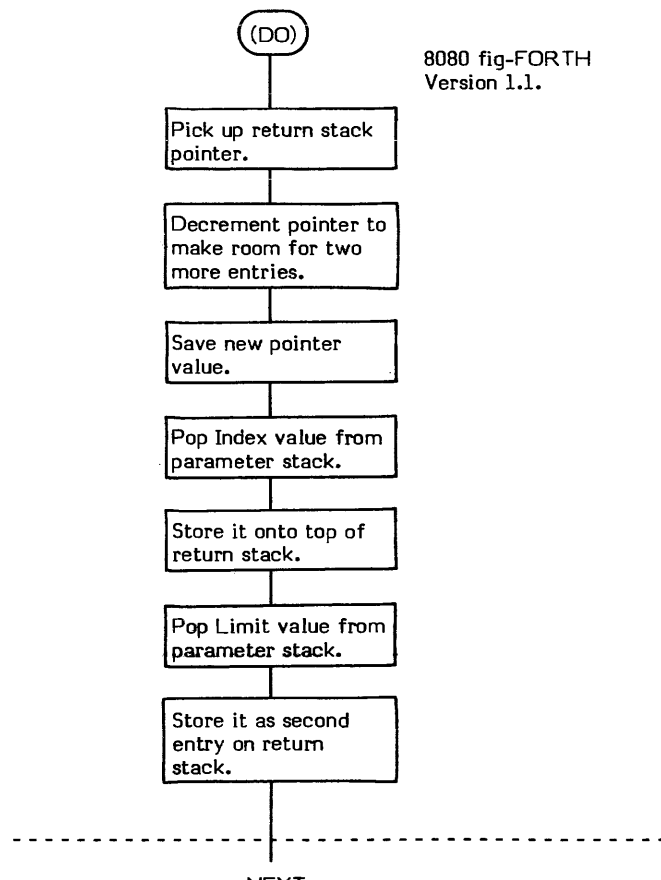 (DO)
8080 fig-FORTH
Version 1.1.
Pick up return stack
pointer.
Decrement pointer to
make room for two
more entries.
Save new pointer
value.
Pop Index value from
parameter stack.
Store it onto top of
return stack.
Pop Limit value from
parameter stack.
Store it as second
entry on return
stack.
NEXT